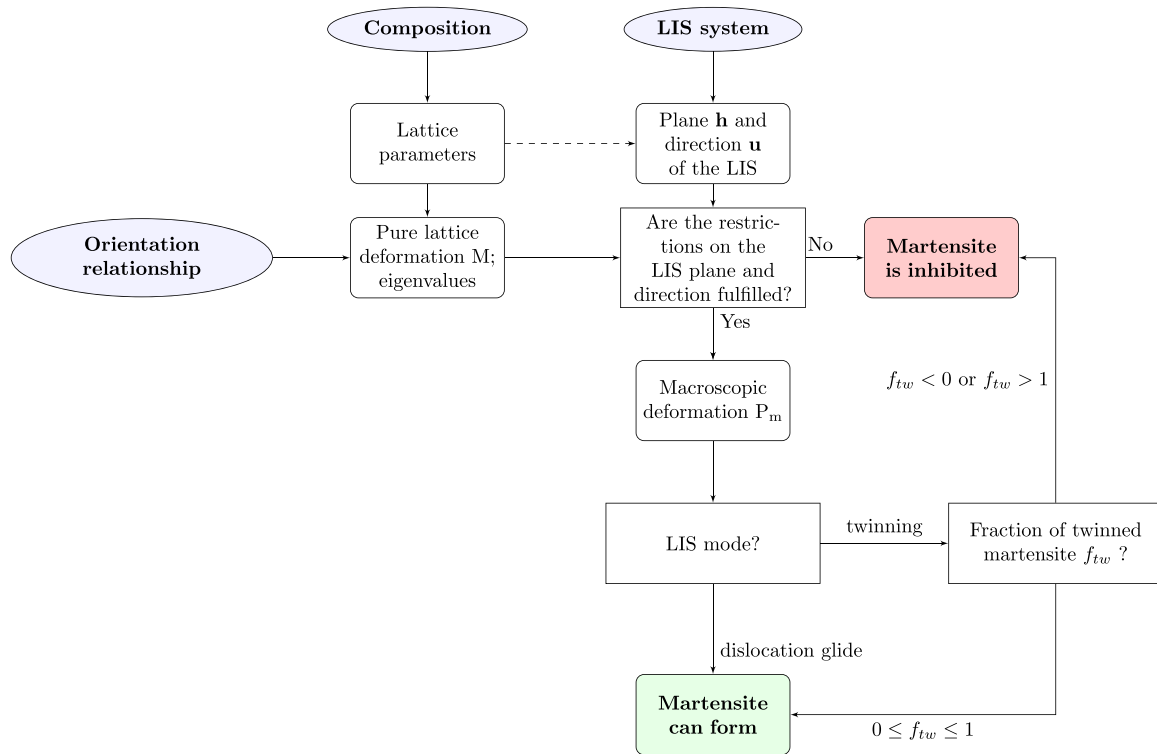 Composition
LIS system
Lattice
parameters
Plane h and
direction u
of the LIS
Orientation
relationship
Pure lattice
deformation M;
eigenvalues
Are the restric-
tions on the
LIS plane and
direction fulfilled?
No
Martensite
is inhibited
Yes
Macroscopic
deformation Pm
f_tw < 0 or f_tw > 1
LIS mode?
twinning
Fraction of twinned
martensite f_tw ?
dislocation glide
Martensite
can form
0 ≤ f_tw ≤ 1